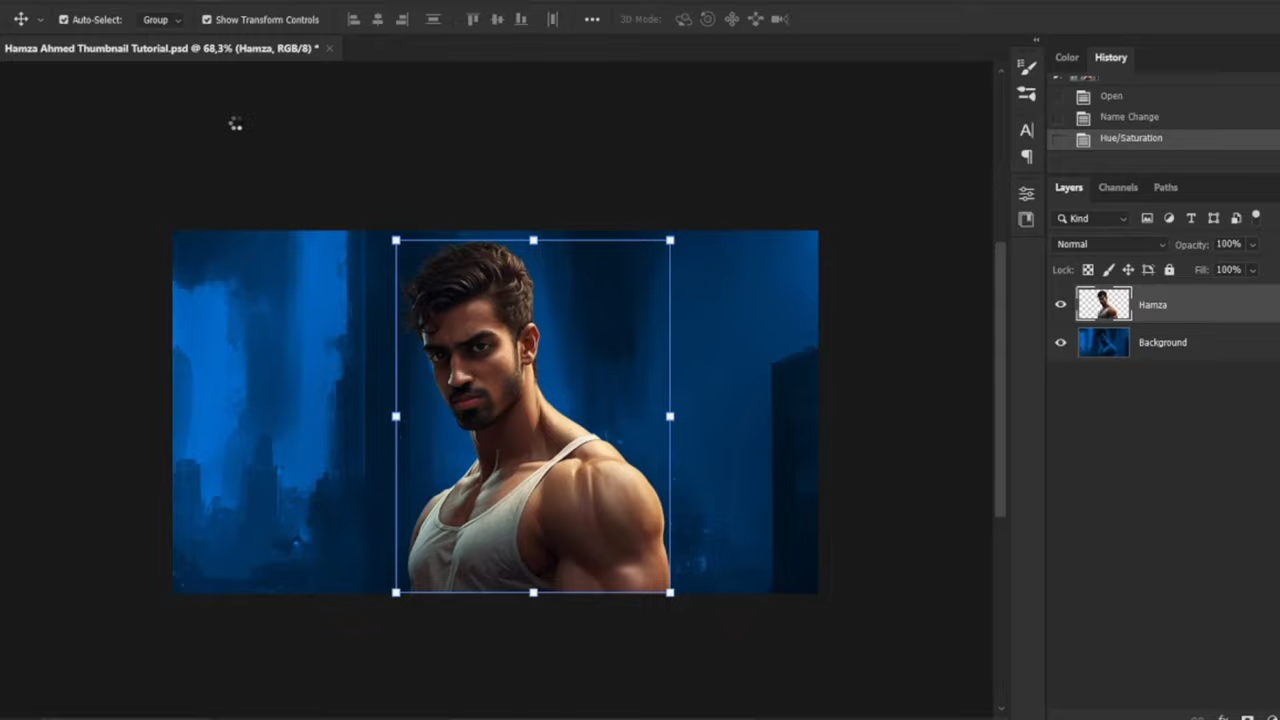 Auto-Select: Group Show Transform Controls 3D Mode:
Hamza Ahmed Thumbnail Tutorial.psd @ 68,3% (Hamza, RGB/8) *
Color History
Open
Name Change
Hue/Saturation
Layers Channels Paths
Kind
Normal Opacity: 100%
Lock: Fill: 100%
Hamza
Background